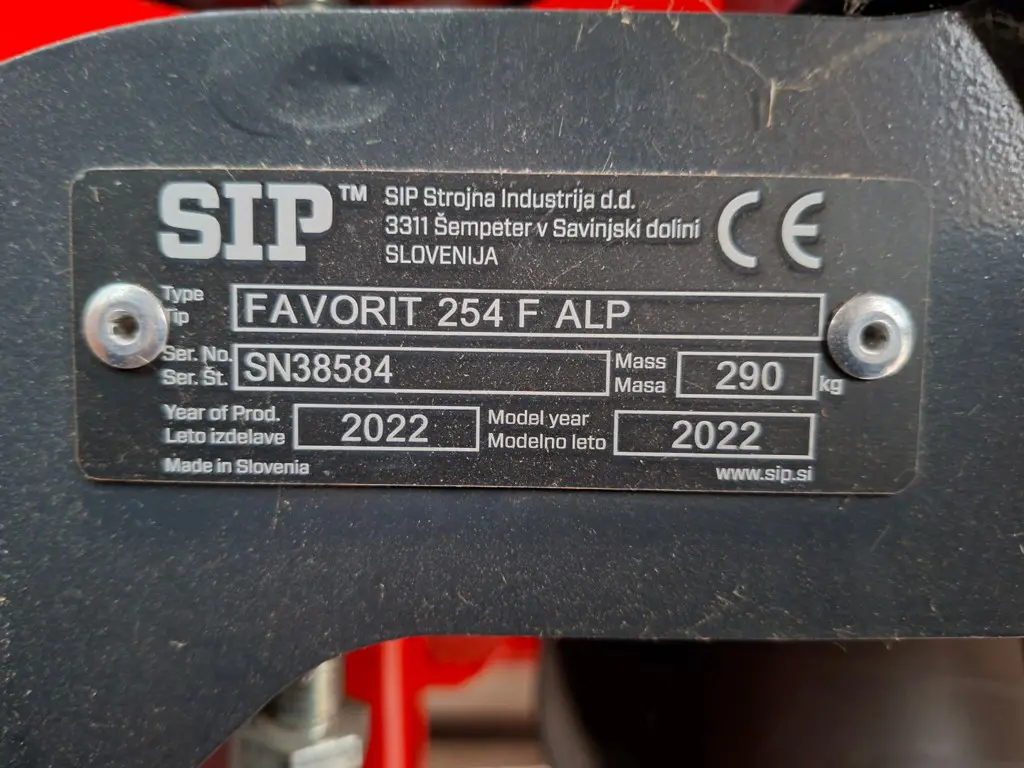 SIP™
SIP Strojna Industrija d.d.
3311 Šempeter v Savinjski dolini
SLOVENIJA
CE
Type
Tip
FAVORIT 254 F ALP
Ser. No.
Ser. Št.
SN38584
Mass
Masa
290
kg
Year of Prod.
Leto izdelave
2022
Model year
Modelno leto
2022
Made in Slovenia
www.sip.si